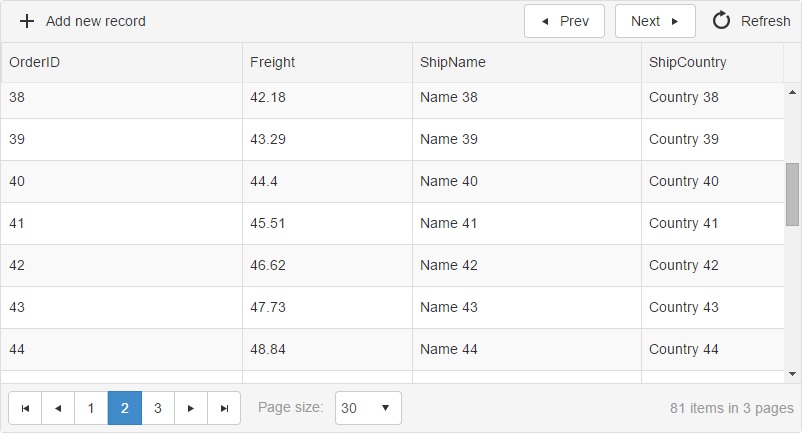 Add new record Prev Next Refresh
OrderID Freight ShipName ShipCountry
38 42.18 Name 38 Country 38
39 43.29 Name 39 Country 39
40 44.4 Name 40 Country 40
41 45.51 Name 41 Country 41
42 46.62 Name 42 Country 42
43 47.73 Name 43 Country 43
44 48.84 Name 44 Country 44
1 2 3 Page size: 30 81 items in 3 pages